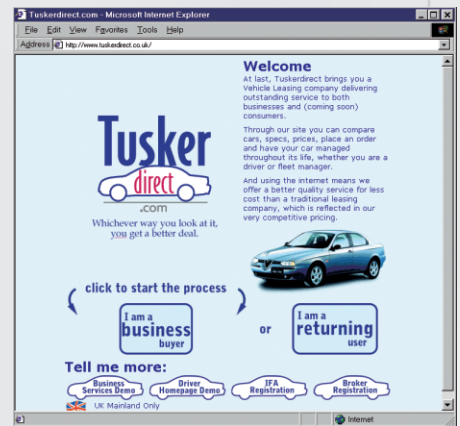 Tuskerdirect.com - Microsoft Internet Explorer
File Edit View Favorites Tools Help
Address http://www.tuskerdirect.co.uk/
Welcome
At last, Tuskerdirect brings you a
Vehicle Leasing company delivering
outstanding service to both
businesses and (coming soon)
consumers.
Through our site you can compare
cars, specs, prices, place an order
and have your car managed
throughout its life, whether you are a
driver or fleet manager.
And using the internet means we
offer a better quality service for less
cost than a traditional leasing
company, which is reflected in our
very competitive pricing.
Tusker
direct
.com
Whichever way you look at it,
you get a better deal.
click to start the process
I am a
business
buyer
or
I am a
returning
user
Tell me more:
Business
Services Demo
Driver
Homepage Demo
IFA
Registration
Broker
Registration
UK Mainland Only
Internet